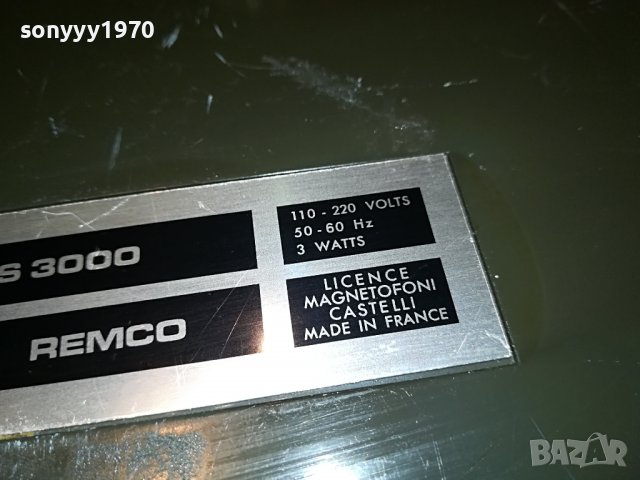 sonyyy1970
S 3000
110 - 220 VOLTS
50 - 60 Hz
3 WATTS
REMCO
LICENCE
MAGNETOFONI
CASTELLI
MADE IN FRANCE
BAZAR